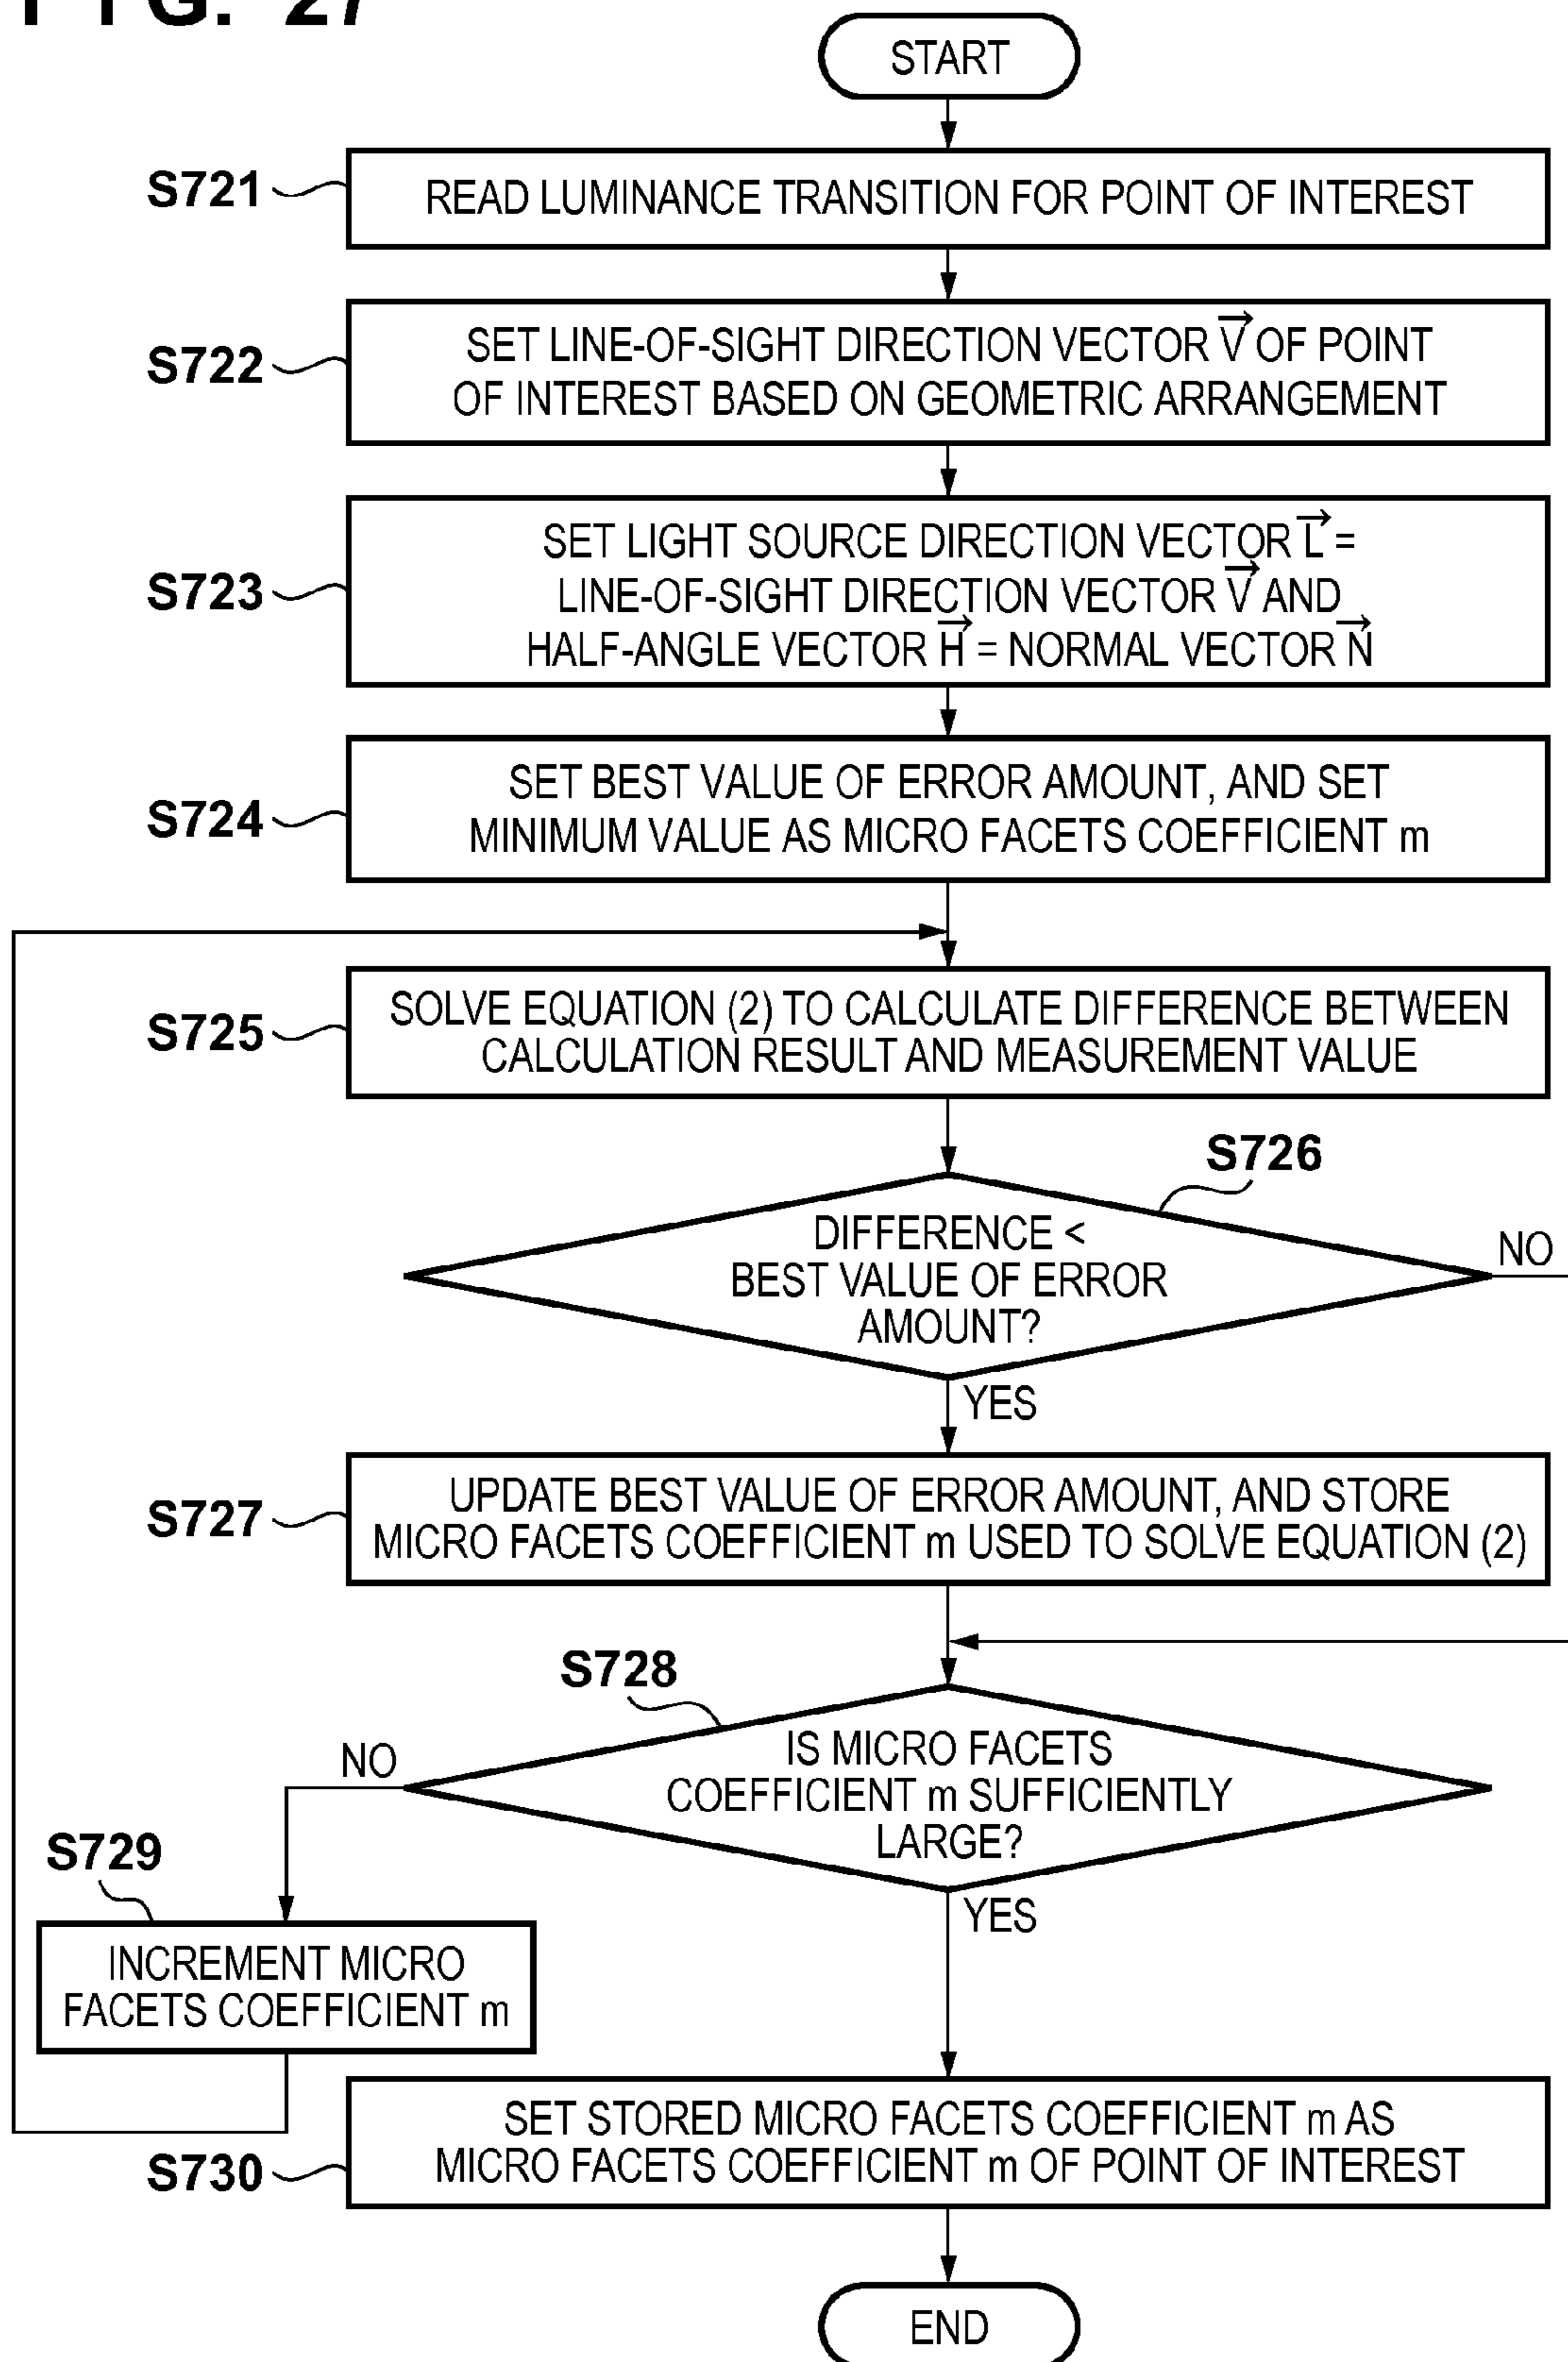 FIG. 27
START
S721
READ LUMINANCE TRANSITION FOR POINT OF INTEREST
S722
SET LINE-OF-SIGHT DIRECTION VECTOR V⃗ OF POINT
OF INTEREST BASED ON GEOMETRIC ARRANGEMENT
S723
SET LIGHT SOURCE DIRECTION VECTOR L⃗ =
LINE-OF-SIGHT DIRECTION VECTOR V⃗ AND
HALF-ANGLE VECTOR H⃗ = NORMAL VECTOR N⃗
S724
SET BEST VALUE OF ERROR AMOUNT, AND SET
MINIMUM VALUE AS MICRO FACETS COEFFICIENT m
S725
SOLVE EQUATION (2) TO CALCULATE DIFFERENCE BETWEEN
CALCULATION RESULT AND MEASUREMENT VALUE
S726
DIFFERENCE <
BEST VALUE OF ERROR
AMOUNT?
NO
YES
S727
UPDATE BEST VALUE OF ERROR AMOUNT, AND STORE
MICRO FACETS COEFFICIENT m USED TO SOLVE EQUATION (2)
S728
IS MICRO FACETS
COEFFICIENT m SUFFICIENTLY
LARGE?
NO
YES
S729
INCREMENT MICRO
FACETS COEFFICIENT m
S730
SET STORED MICRO FACETS COEFFICIENT m AS
MICRO FACETS COEFFICIENT m OF POINT OF INTEREST
END